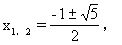 x₁, ₂ = (-1 ± √5)/2 ,